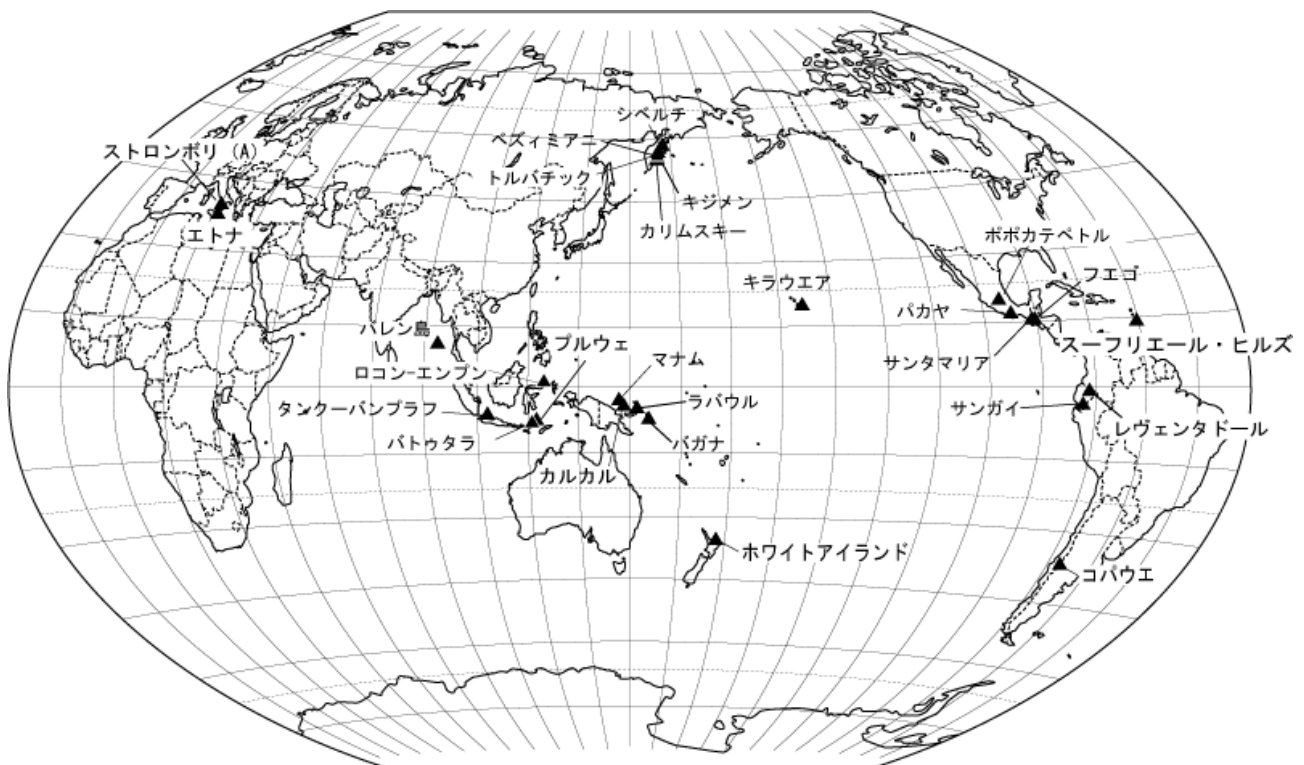 シベルチ
ベズィミアニ
ストロンボリ (A)
トルバチック
キジメン
カリムスキー
エトナ
ポポカテペトル
キラウエア
フエゴ
パカヤ
バレン島
プルウェ
マナム
サンタマリア
スーフリエール・ヒルズ
ロコン-エンプン
タンクーバンプラフ
ラバウル
サンガイ
レヴェンタドール
バトゥタラ
バガナ
カルカル
ホワイトアイランド
コパウエ